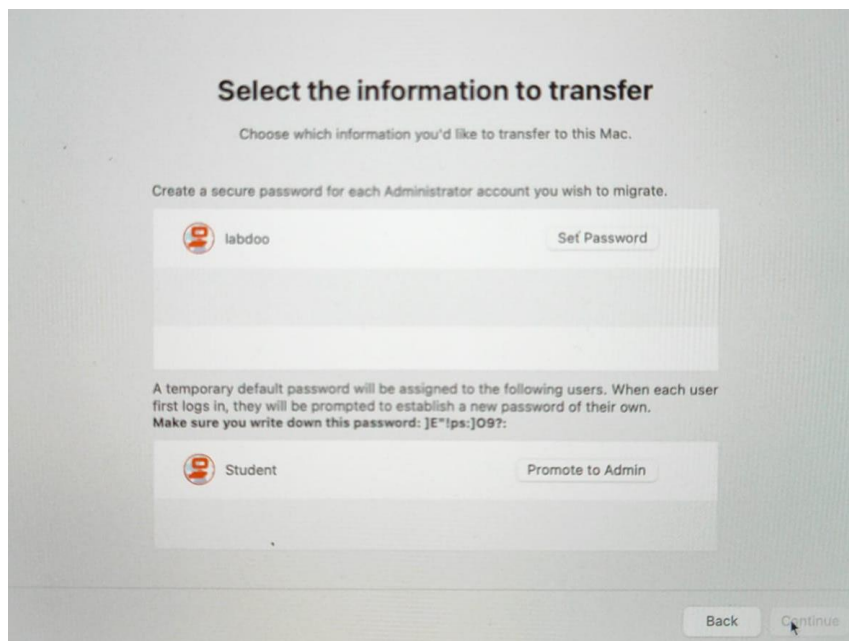 Select the information to transfer
Choose which information you'd like to transfer to this Mac.
Create a secure password for each Administrator account you wish to migrate.
labdoo
Set Password
A temporary default password will be assigned to the following users. When each user
first logs in, they will be prompted to establish a new password of their own.
Make sure you write down this password: ]E"!ps:]O9?:
Student
Promote to Admin
Back
Continue